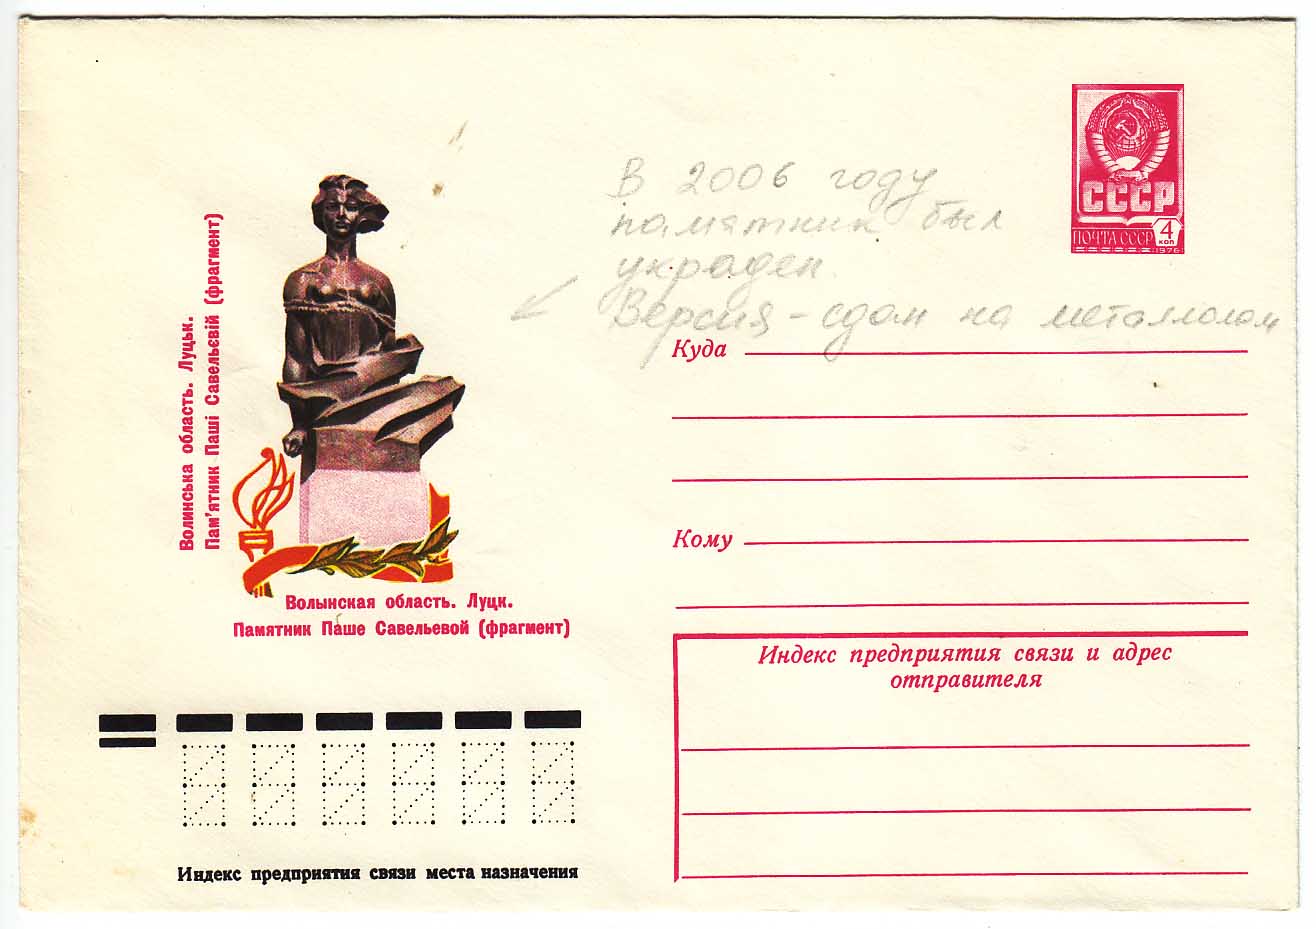 Волинська область. Луцьк.
Пам'ятник Паші Савельєвій (фрагмент)
Волынская область. Луцк.
Памятник Паше Савельевой (фрагмент)
В 2006 году
памятник был
украден.
Версия - сдан на металлолом
СССР
ПОЧТА СССР
4
коп
1976
Куда
Кому
Индекс предприятия связи и адрес
отправителя
Индекс предприятия связи места назначения